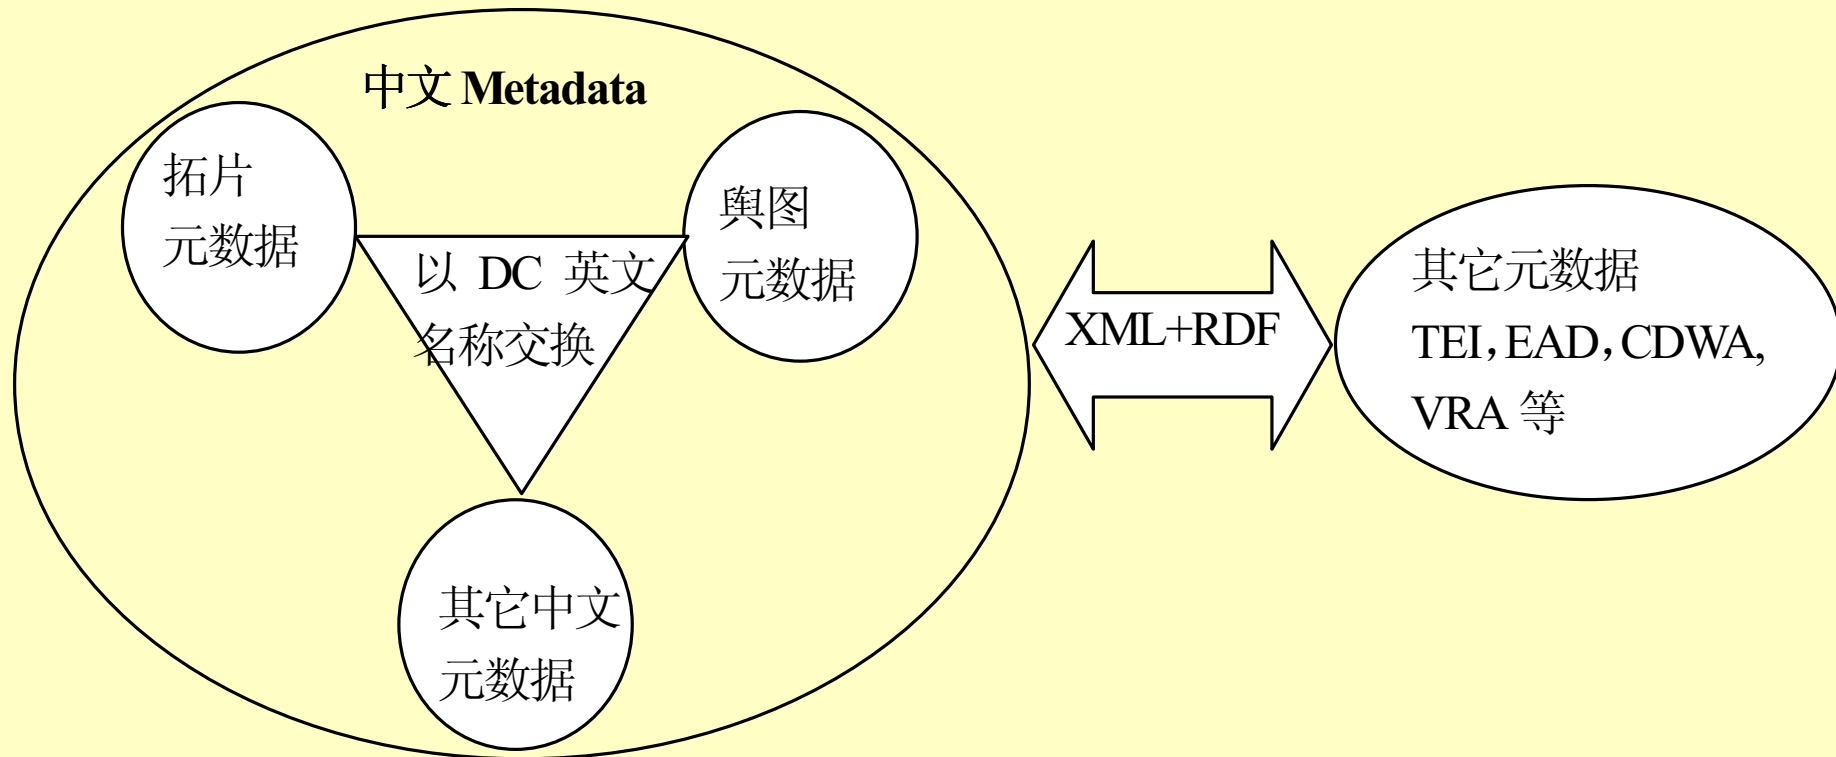 中文 Metadata
拓片
元数据
舆图
元数据
以 DC 英文
名称交换
其它中文
元数据
XML+RDF
其它元数据
TEI，EAD，CDWA,
VRA 等